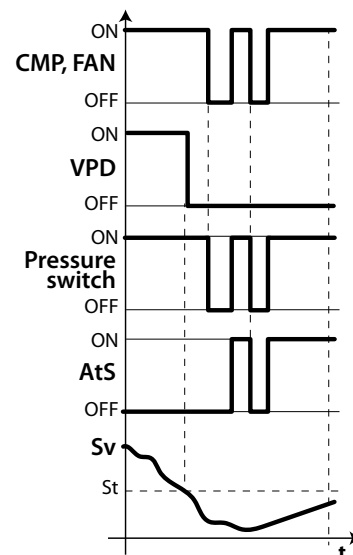 ON
CMP, FAN
OFF
ON
VPD
OFF
ON
Pressure
switch
OFF
ON
AtS
OFF
Sv
St
t